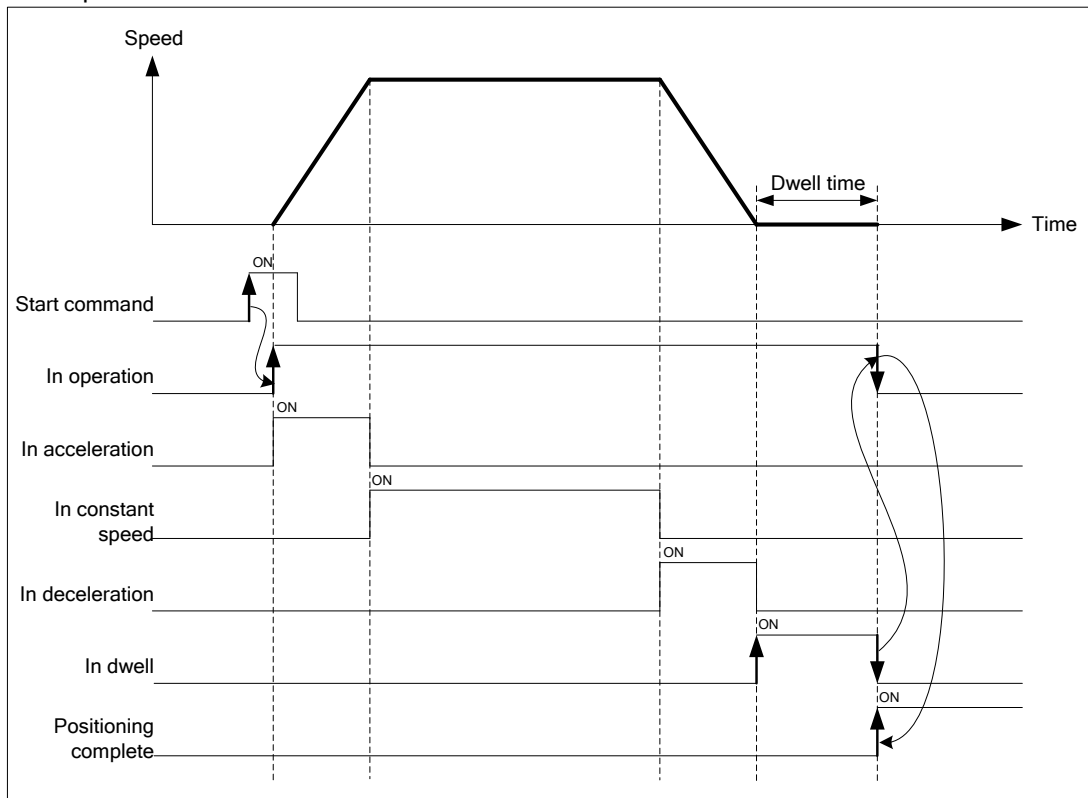 Speed
Dwell time
Time
ON
Start command
In operation
ON
In acceleration
ON
In constant
speed
ON
In deceleration
ON
In dwell
ON
Positioning
complete